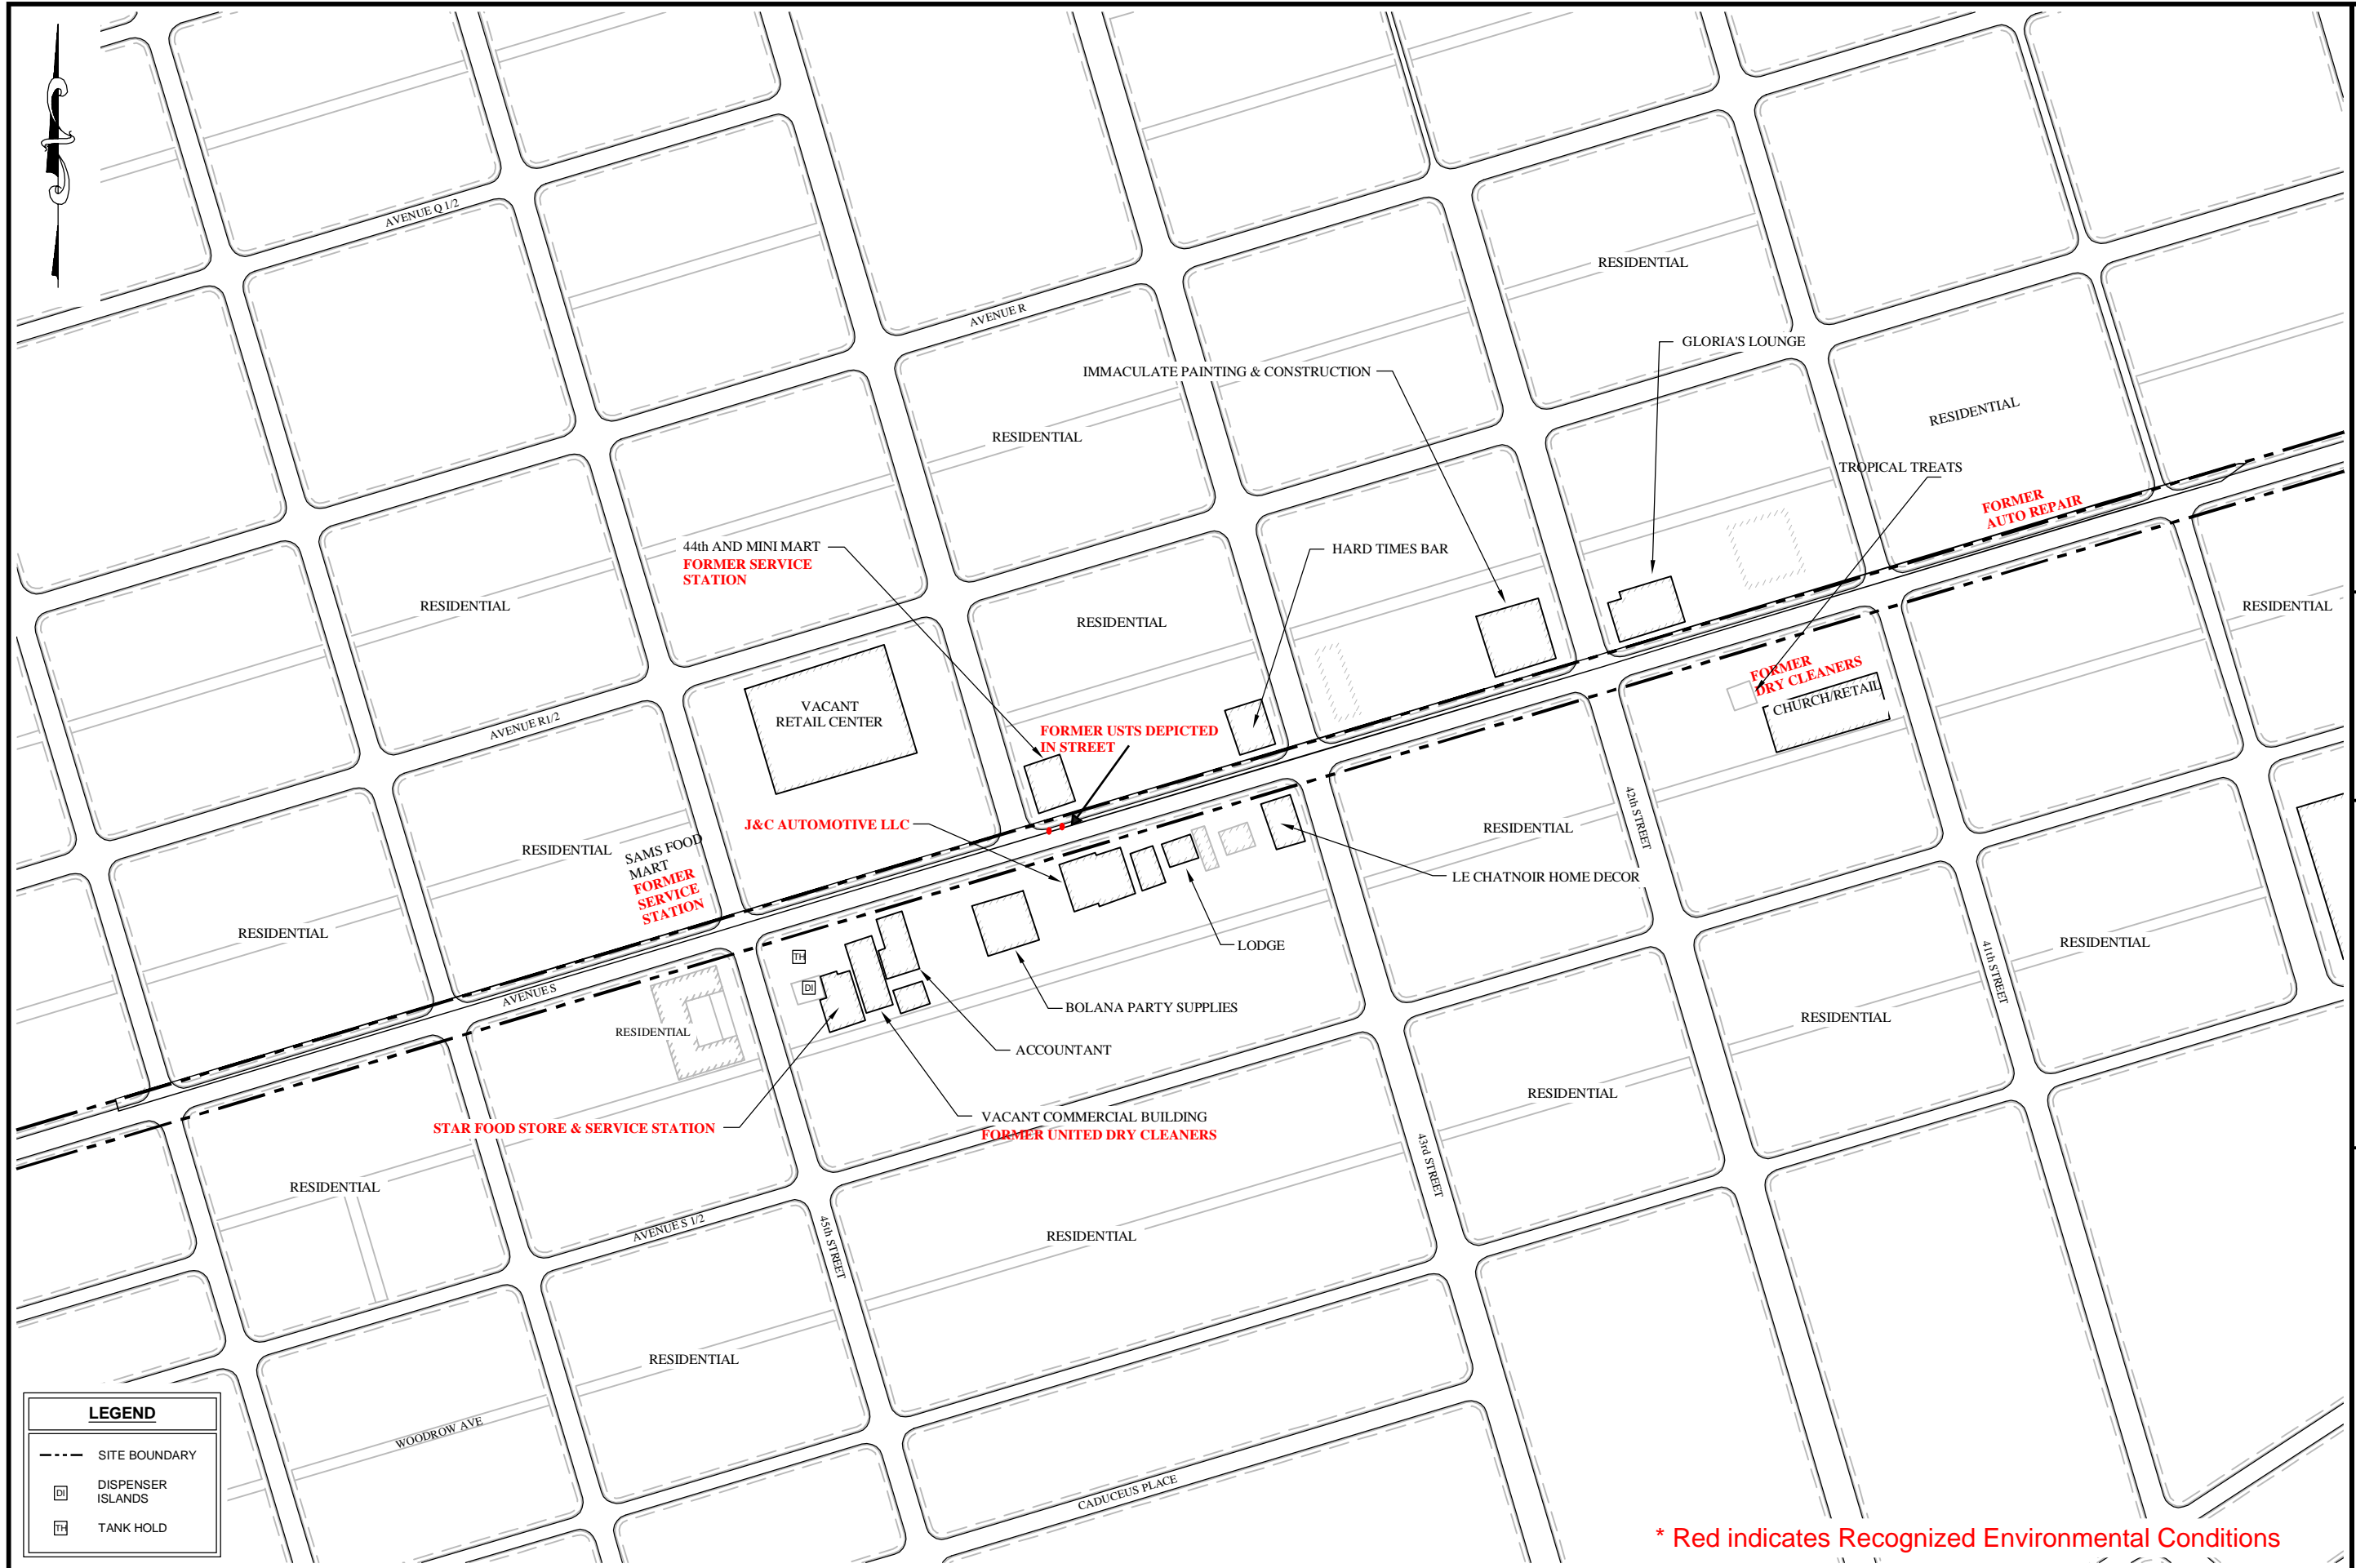 AVENUE Q 1/2
AVENUE R
RESIDENTIAL
GLORIA'S LOUNGE
IMMACULATE PAINTING & CONSTRUCTION
RESIDENTIAL
RESIDENTIAL
TROPICAL TREATS
FORMER
AUTO REPAIR
44th AND MINI MART
FORMER SERVICE
STATION
HARD TIMES BAR
RESIDENTIAL
RESIDENTIAL
RESIDENTIAL
FORMER
DRY CLEANERS
CHURCH/RETAIL
VACANT
RETAIL CENTER
AVENUE R1/2
FORMER USTS DEPICTED
IN STREET
42th STREET
J&C AUTOMOTIVE LLC
RESIDENTIAL
RESIDENTIAL
SAMS FOOD
MART
FORMER
SERVICE
STATION
LE CHATNOIR HOME DECOR
RESIDENTIAL
LODGE
RESIDENTIAL
41th STREET
TH
DI
AVENUE S
BOLANA PARTY SUPPLIES
RESIDENTIAL
RESIDENTIAL
ACCOUNTANT
RESIDENTIAL
VACANT COMMERCIAL BUILDING
FORMER UNITED DRY CLEANERS
STAR FOOD STORE & SERVICE STATION
43rd STREET
RESIDENTIAL
AVENUE S 1/2
45th STREET
RESIDENTIAL
RESIDENTIAL
WOODROW AVE
CADUCEUS PLACE
LEGEND
SITE BOUNDARY
DI
DISPENSER
ISLANDS
TH
TANK HOLD
* Red indicates Recognized Environmental Conditions